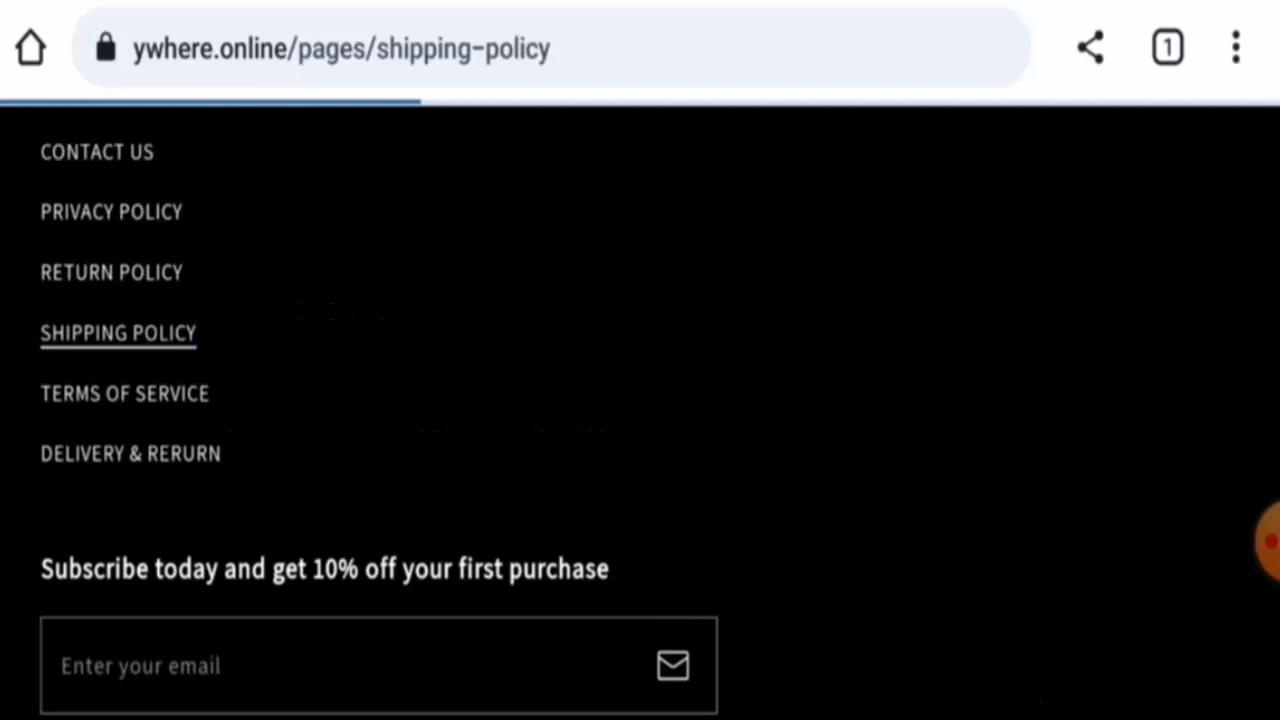 ywhere.online/pages/shipping-policy
1
CONTACT US
PRIVACY POLICY
RETURN POLICY
SHIPPING POLICY
TERMS OF SERVICE
DELIVERY & RERURN
Subscribe today and get 10% off your first purchase
Enter your email